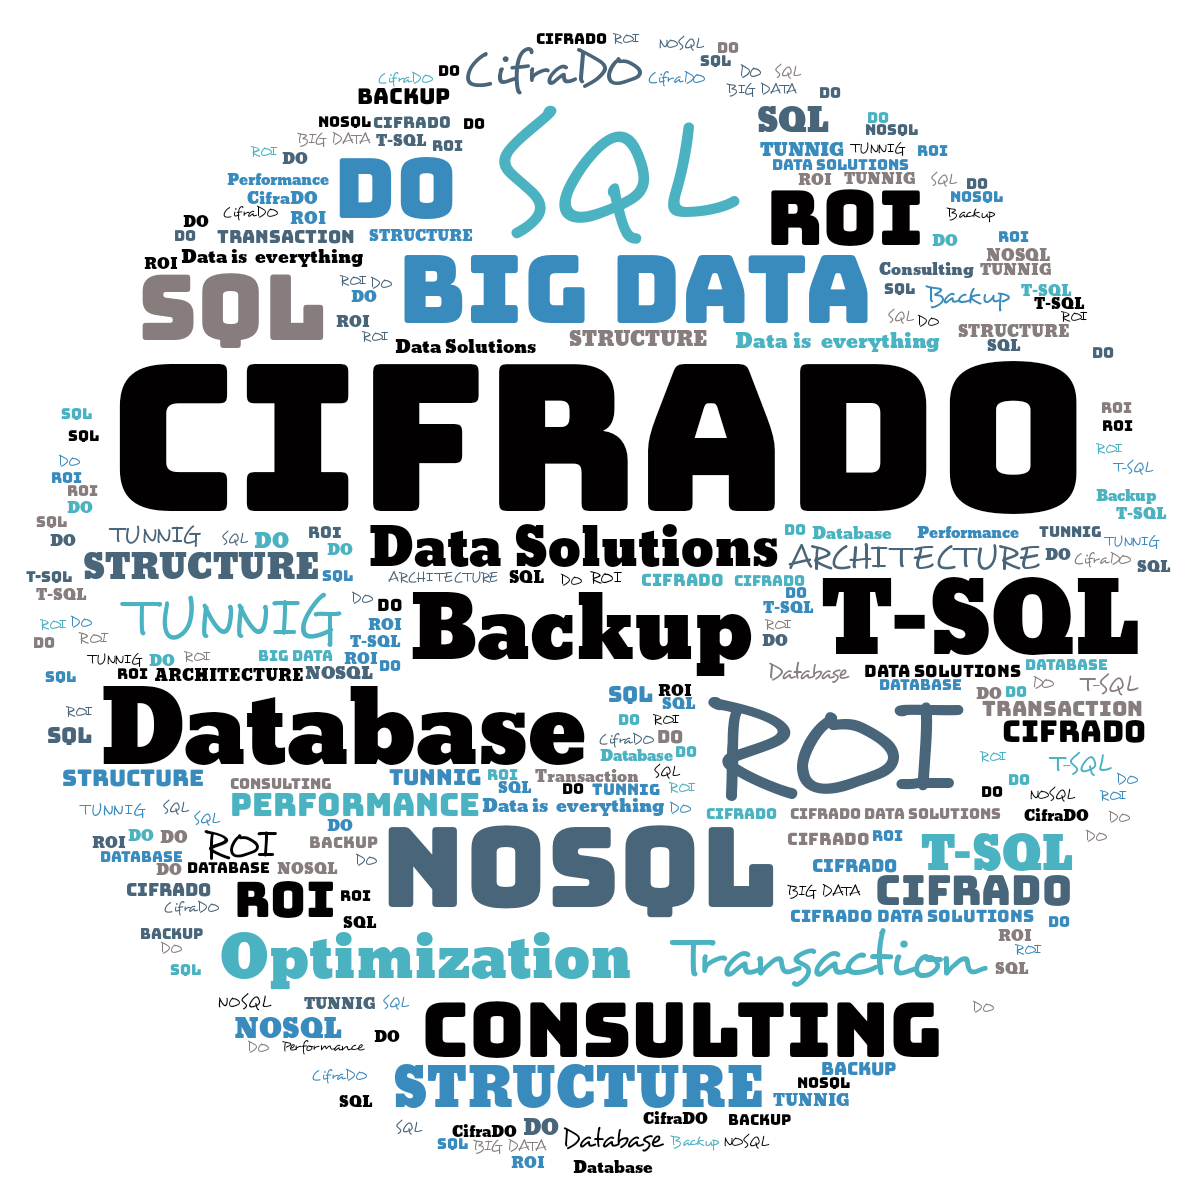 CIFRADO ROI NOSQL DO
CifraDO DO CifraDO CifraDO SQL DO SQL
BACKUP BIG DATA DO
NOSQL CIFRADO DO SQL SQL DO NOSQL
BIG DATA T-SQL ROI TUNNIG TUNNIG ROI
ROI DO DO DATA SOLUTIONS
Performance ROI TUNNIG SQL DO
CifraDO ROI NOSQL
DO CifraDO ROI Backup
DO TRANSACTION STRUCTURE DO ROI
ROI Data is everything BIG DATA NOSQL
SQL ROI DO Consulting TUNNIG
DO SQL Backup T-SQL T-SQL
ROI SQL DO ROI
ROI STRUCTURE Data is everything STRUCTURE
Data Solutions SQL DO
CIFRADO
SQL ROI
SQL ROI
DO ROI
ROI T-SQL
ROI Backup
DO T-SQL
SQL TUNNIG SQL DO ROI Data Solutions DO Database Performance TUNNIG
DO DO ARCHITECTURE DO CifraDO TUNNIG SQL
STRUCTURE SQL ARCHITECTURE SQL DO ROI CIFRADO CIFRADO
T-SQL T-SQL
TUNNIG DO DO Backup DO T-SQL T-SQL
ROI DO ROI ROI
DO ROI T-SQL DO
TUNNIG DO ROI BIG DATA ROI DO
SQL ROI ARCHITECTURE NOSQL Database DATA SOLUTIONS DATABASE
Database SQL ROI SQL DATABASE DO DO DO T-SQL
ROI DO ROI ROI TRANSACTION
SQL CifraDO DO CIFRADO
Database DO ROI T-SQL
STRUCTURE CONSULTING TUNNIG ROI Transaction SQL DO DO
SQL DO TUNNIG ROI DO NOSQL ROI
TUNNIG SQL SQL PERFORMANCE Data is everything DO CIFRADO CIFRADO DATA SOLUTIONS CifraDO DO
DO NOSQL
ROI DO DO ROI BACKUP CIFRADO ROI DO
DATABASE DO T-SQL
DO DATABASE NOSQL CIFRADO
CIFRADO ROI ROI BIG DATA CIFRADO
CifraDO SQL CIFRADO DATA SOLUTIONS DO
BACKUP ROI
DO Optimization Transaction ROI
SQL SQL
NOSQL TUNNIG SQL CONSULTING DO
NOSQL DO
DO Performance
CifraDO STRUCTURE BACKUP
NOSQL
SQL TUNNIG
CifraDO BACKUP
SQL CifraDO DO
SQL BIG DATA Database Backup NOSQL
ROI Database